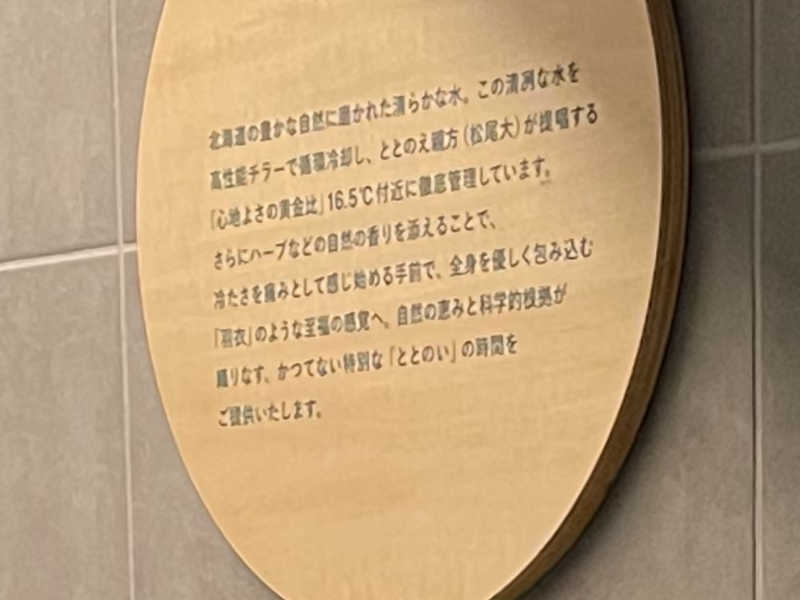 北海道の豊かな自然に磨かれた清らかな水。この清冽な水を
高性能チラーで循環冷却し、ととのえ親方(松尾大)が提唱する
「心地よさの黄金比」16.5℃付近に徹底管理しています。
さらにハーブなどの自然の香りを添えることで、
冷たさを痛みとして感じ始める手前で、全身を優しく包み込む
「羽衣」のような至福の感覚へ。自然の恵みと科学的根拠が
織りなす、かつてない特別な「ととのい」の時間を
ご提供いたします。